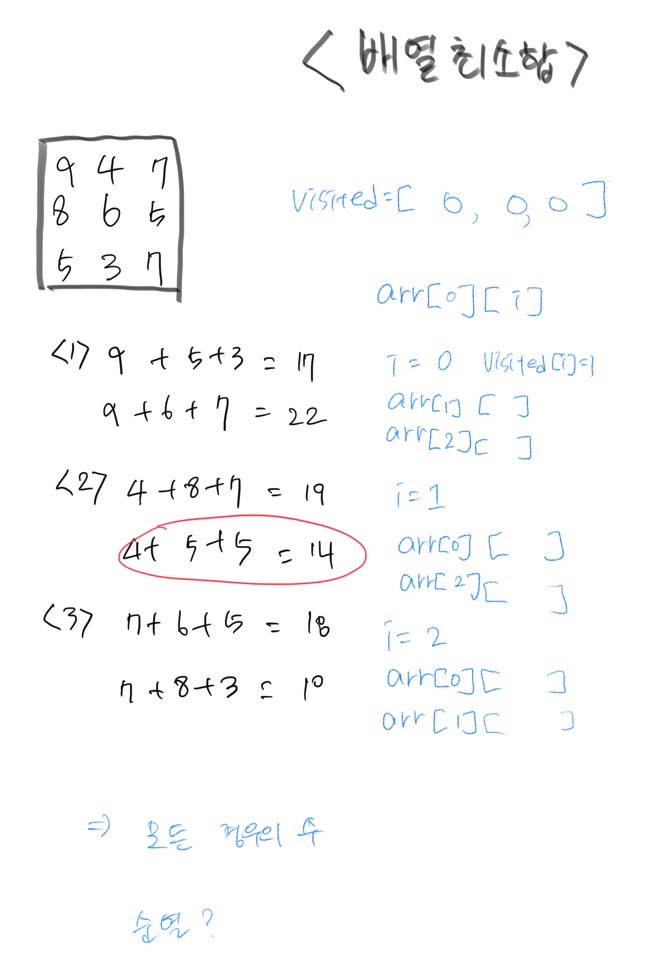 <배열최소합>
9 4 7
8 6 5
5 3 7
visited=[ 0, 0, 0 ]
arr[0][ i ]
<1> 9 + 5+3 = 17
9 +6+ 7 = 22
i = 0 visited[i]=1
arr[1] [ ]
arr[2][ ]
<2> 4 +8+7 = 19
4+ 5+5 = 14
i=1
arr[0] [ ]
arr[2][ ]
<3> 7+ 6+5 = 18
7 +8+3 = 18
i= 2
arr[0][ ]
arr[1][ ]
=> 모든 경우의 수
순열?